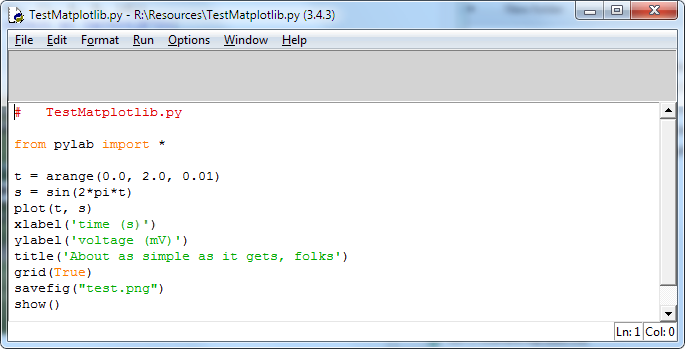 TestMatplotlib.py - R:\Resources\TestMatplotlib.py (3.4.3)
File Edit Format Run Options Window Help
#   TestMatplotlib.py
from pylab import *
t = arange(0.0, 2.0, 0.01)
s = sin(2*pi*t)
plot(t, s)
xlabel('time (s)')
ylabel('voltage (mV)')
title('About as simple as it gets, folks')
grid(True)
savefig("test.png")
show()
Ln: 1 Col: 0